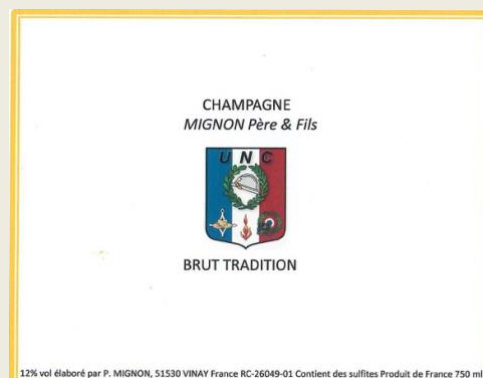 CHAMPAGNE
MIGNON Père & Fils
UNC
BRUT TRADITION
12% vol élaboré par P. MIGNON, 51530 VINAY France RC-26049-01 Contient des sulfites Produit de France 750 ml